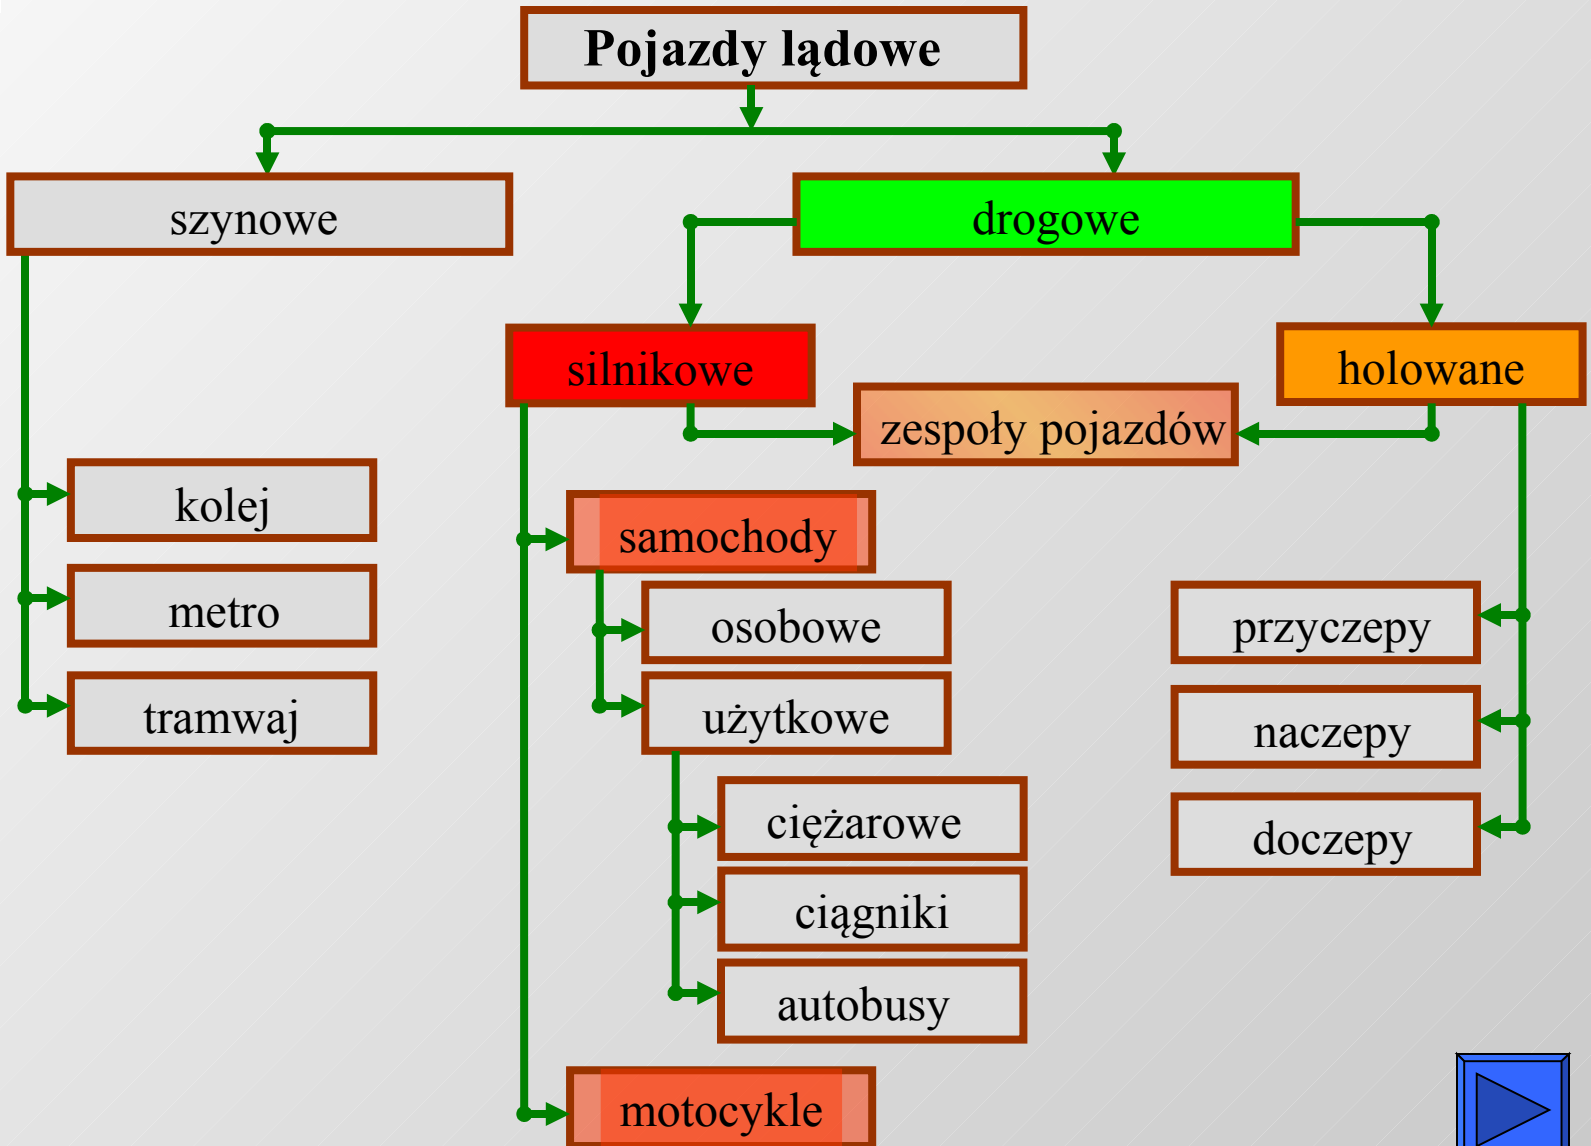 Pojazdy lądowe
szynowe
drogowe
silnikowe
holowane
zespoły pojazdów
kolej
metro
tramwaj
samochody
osobowe
użytkowe
ciężarowe
ciągniki
autobusy
motocykle
przyczepy
naczepy
doczepy